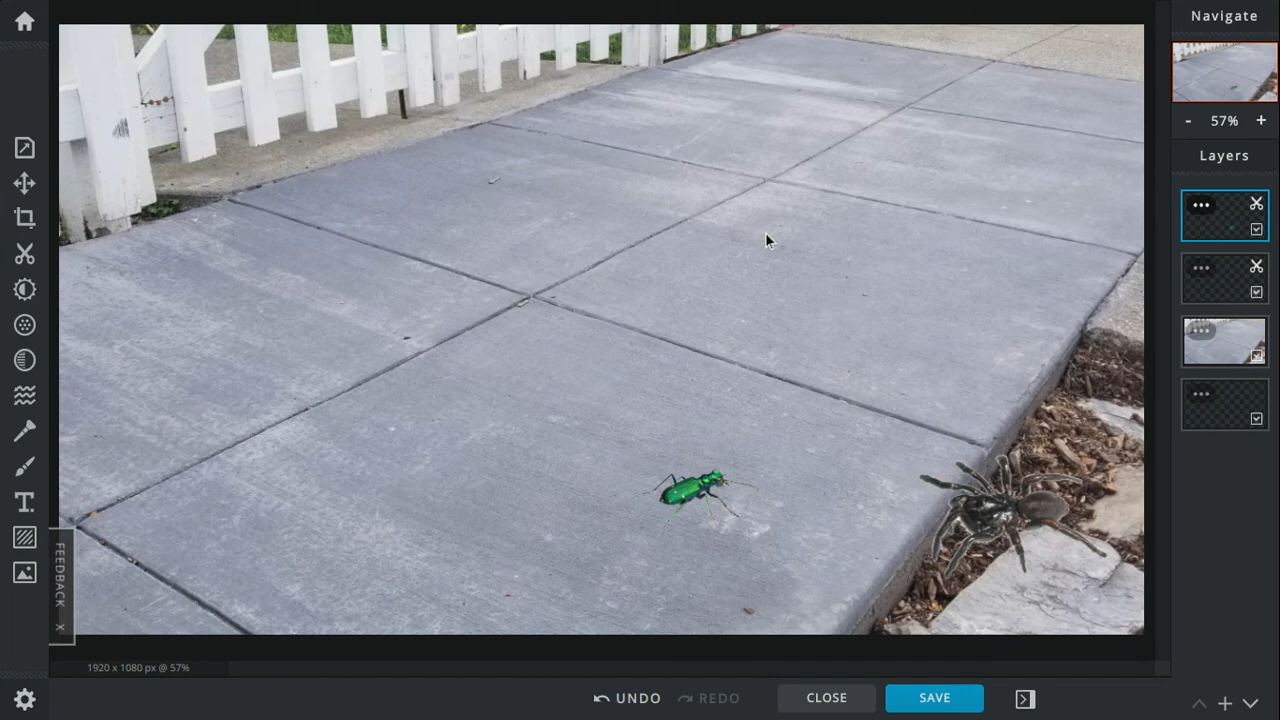 Navigate
- 57% +
Layers
T
FEEDBACK X
1920 x 1080 px @ 57%
UNDO REDO CLOSE SAVE